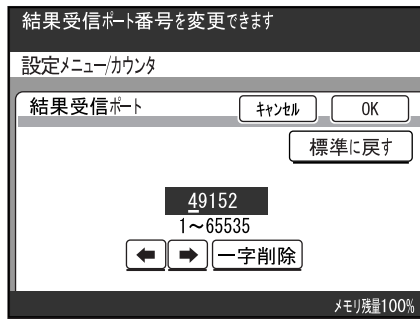 結果受信ポート番号を変更できます
設定メニュー/カウンタ
結果受信ポート
キャンセル
OK
標準に戻す
49152
1～65535
一字削除
メモリ残量100%